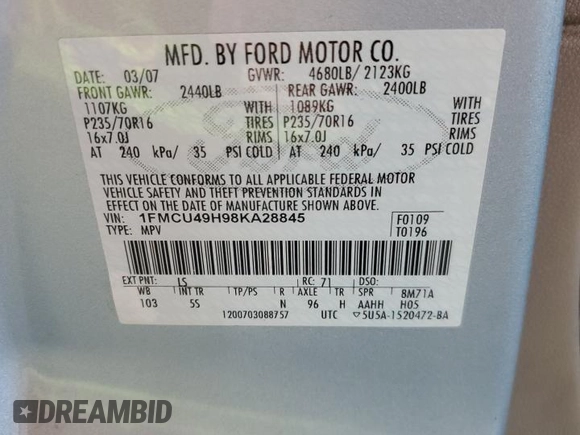 MFD. BY FORD MOTOR CO.
DATE: 03/07 GVWR: 4680LB/ 2123KG
FRONT GAWR: 2440LB REAR GAWR: 2400LB
1107KG WITH 1089KG WITH
P235/70R16 TIRES P235/70R16 TIRES
16x7.0J RIMS 16x7.0J RIMS
AT 240 kPa/ 35 PSI COLD AT 240 kPa/ 35 PSI COLD
THIS VEHICLE CONFORMS TO ALL APPLICABLE FEDERAL MOTOR
VEHICLE SAFETY AND THEFT PREVENTION STANDARDS IN
EFFECT ON THE DATE OF MANUFACTURE SHOWN ABOVE.
VIN: 1FMCU49H98KA28845 F0109
TYPE: MPV T0196
EXT PNT: LS RC: 71 DSO:
WB INT TR TP/PS R AXLE TR SPR 8M71A
103 5S N 96 H AAHH H05
1200703088757 UTC ▽5U5A-1520472-BA
Ford
DREAMBID